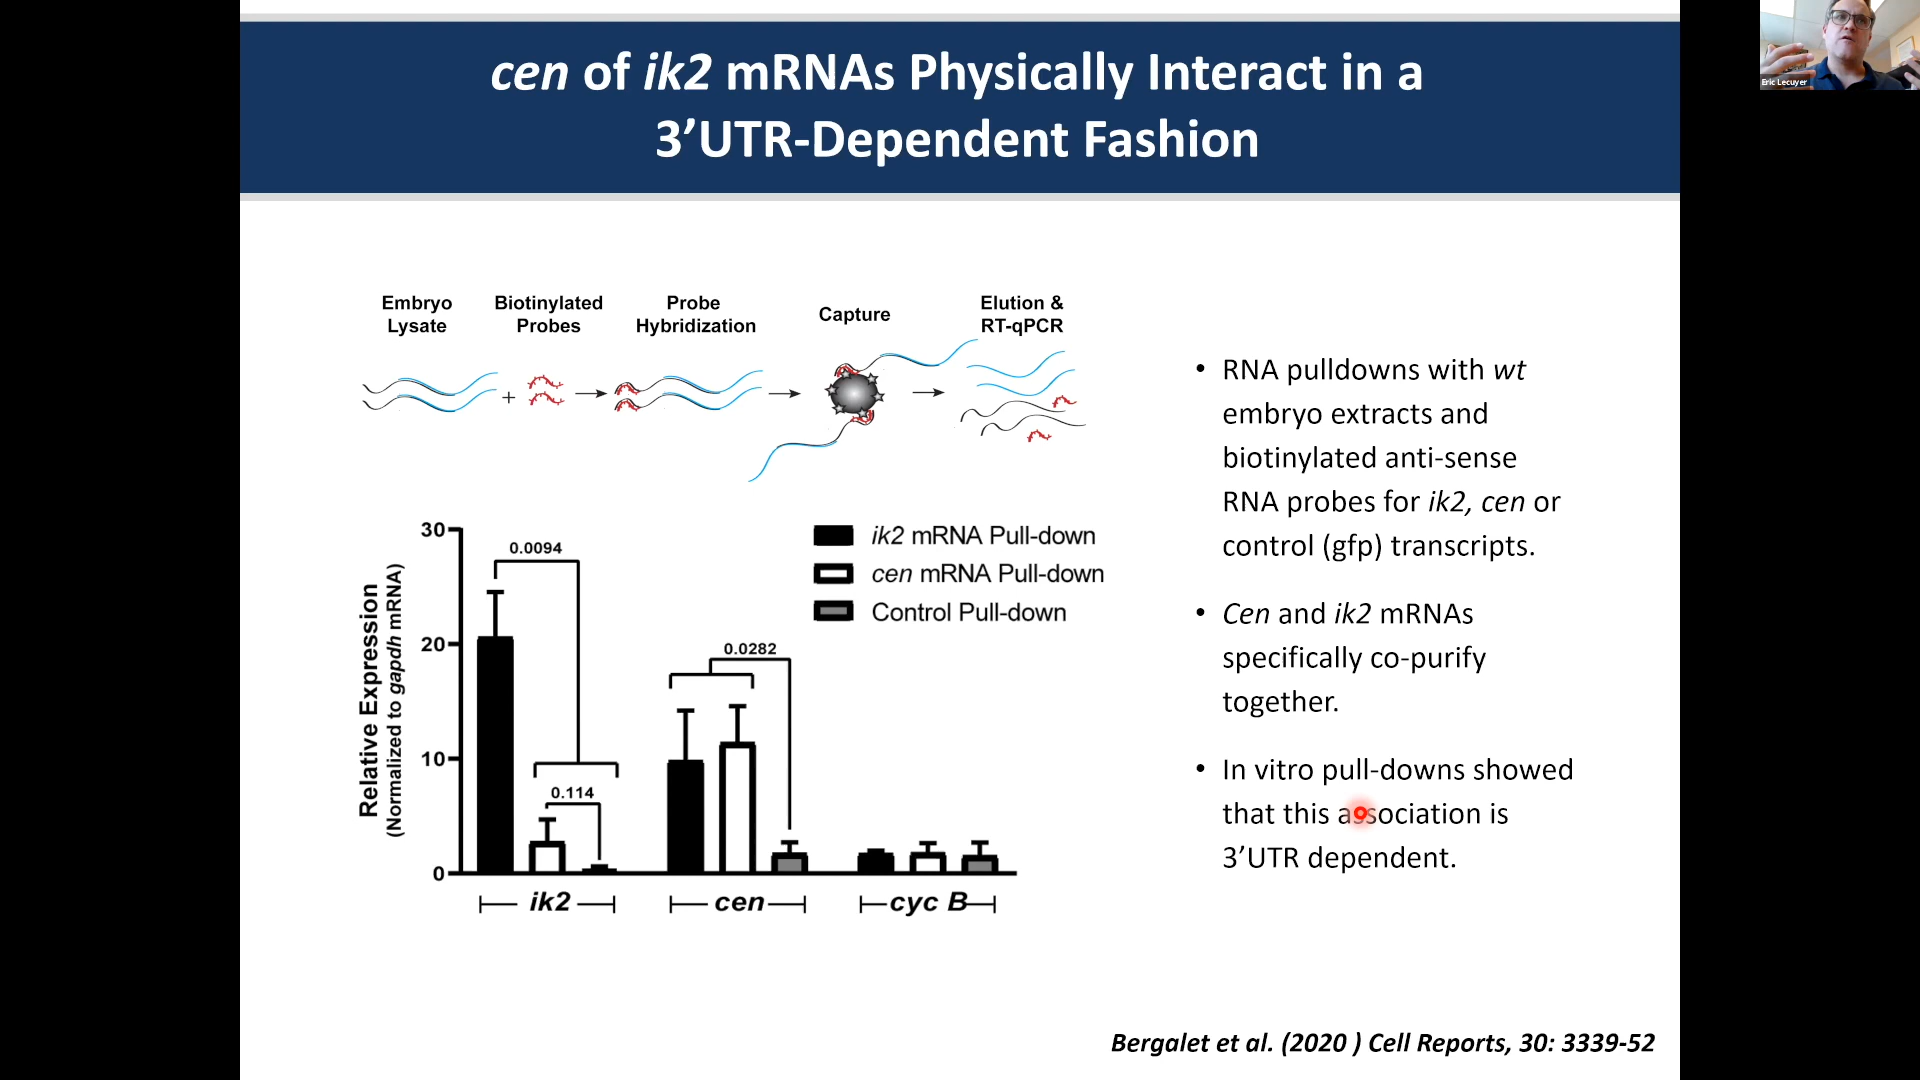 cen of ik2 mRNAs Physically Interact in a
3’UTR-Dependent Fashion
Eric Lecuyer
Embryo
Lysate
Biotinylated
Probes
Probe
Hybridization
Capture
Elution &
RT-qPCR
+
Relative Expression
(Normalized to gapdh mRNA)
30
20
10
0
0.0094
0.114
0.0282
ik2 mRNA Pull-down
cen mRNA Pull-down
Control Pull-down
ik2
cen
cyc B
• RNA pulldowns with wt
embryo extracts and
biotinylated anti-sense
RNA probes for ik2, cen or
control (gfp) transcripts.
• Cen and ik2 mRNAs
specifically co-purify
together.
• In vitro pull-downs showed
that this association is
3’UTR dependent.
Bergalet et al. (2020 ) Cell Reports, 30: 3339-52